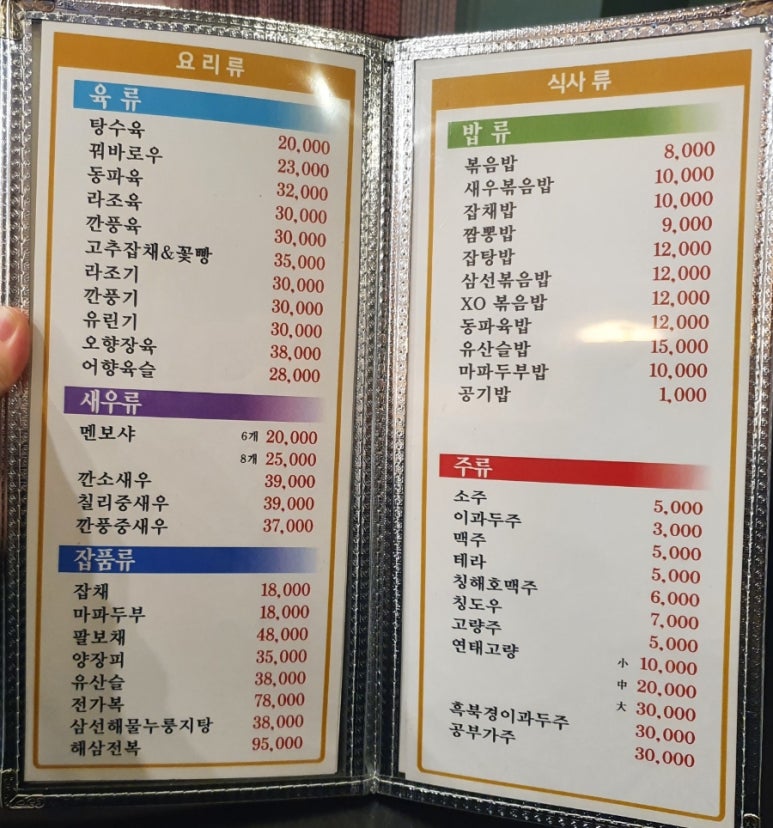 요리류
육 류
탕수육 20,000
꿔바로우 23,000
동파육 32,000
라조육 30,000
깐풍육 30,000
고추잡채&꽃빵 35,000
라조기 30,000
깐풍기 30,000
유린기 30,000
오향장육 38,000
어향육슬 28,000
새우류
멘보샤 6개 20,000
8개 25,000
깐소새우 39,000
칠리중새우 39,000
깐풍중새우 37,000
잡품류
잡채 18,000
마파두부 18,000
팔보채 48,000
양장피 35,000
유산슬 38,000
전가복 78,000
삼선해물누룽지탕 38,000
해삼전복 95,000
식사 류
밥 류
볶음밥 8,000
새우볶음밥 10,000
잡채밥 10,000
짬뽕밥 9,000
잡탕밥 12,000
삼선볶음밥 12,000
XO 볶음밥 12,000
동파육밥 12,000
유산슬밥 15,000
마파두부밥 10,000
공기밥 1,000
주류
소주 5,000
이과두주 3,000
맥주 5,000
테라 5,000
칭해호맥주 6,000
칭도우 7,000
고량주 5,000
연태고량 小 10,000
中 20,000
大 30,000
흑북경이과두주 30,000
공부가주 30,000